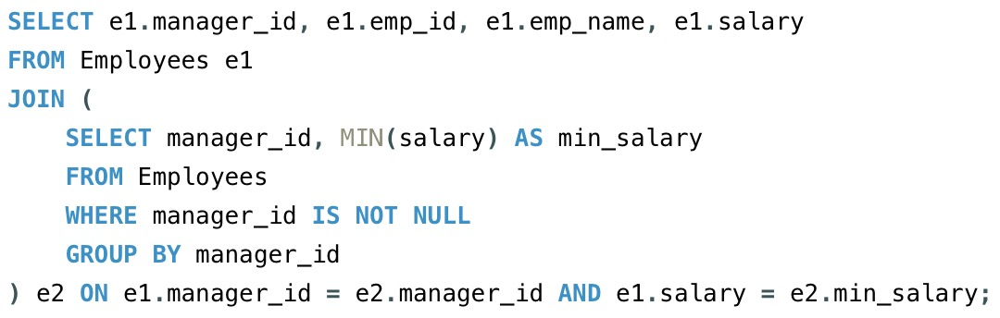 SELECT e1.manager_id, e1.emp_id, e1.emp_name, e1.salary
FROM Employees e1
JOIN (
    SELECT manager_id, MIN(salary) AS min_salary
    FROM Employees
    WHERE manager_id IS NOT NULL
    GROUP BY manager_id
) e2 ON e1.manager_id = e2.manager_id AND e1.salary = e2.min_salary;